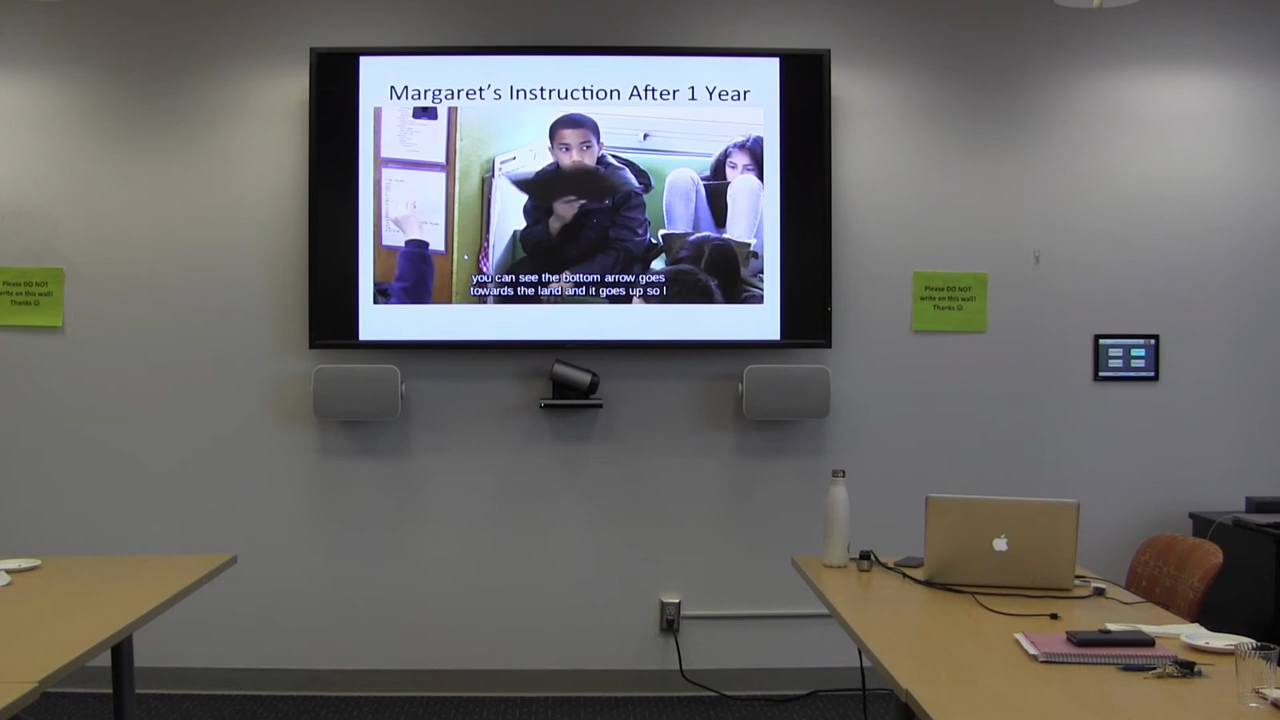 Margaret's Instruction After 1 Year
you can see the bottom arrow goes
towards the land and it goes up so I
Please DO NOT
write on this wall!
Thanks ☺
Please DO NOT
write on this wall!
Thanks ☺